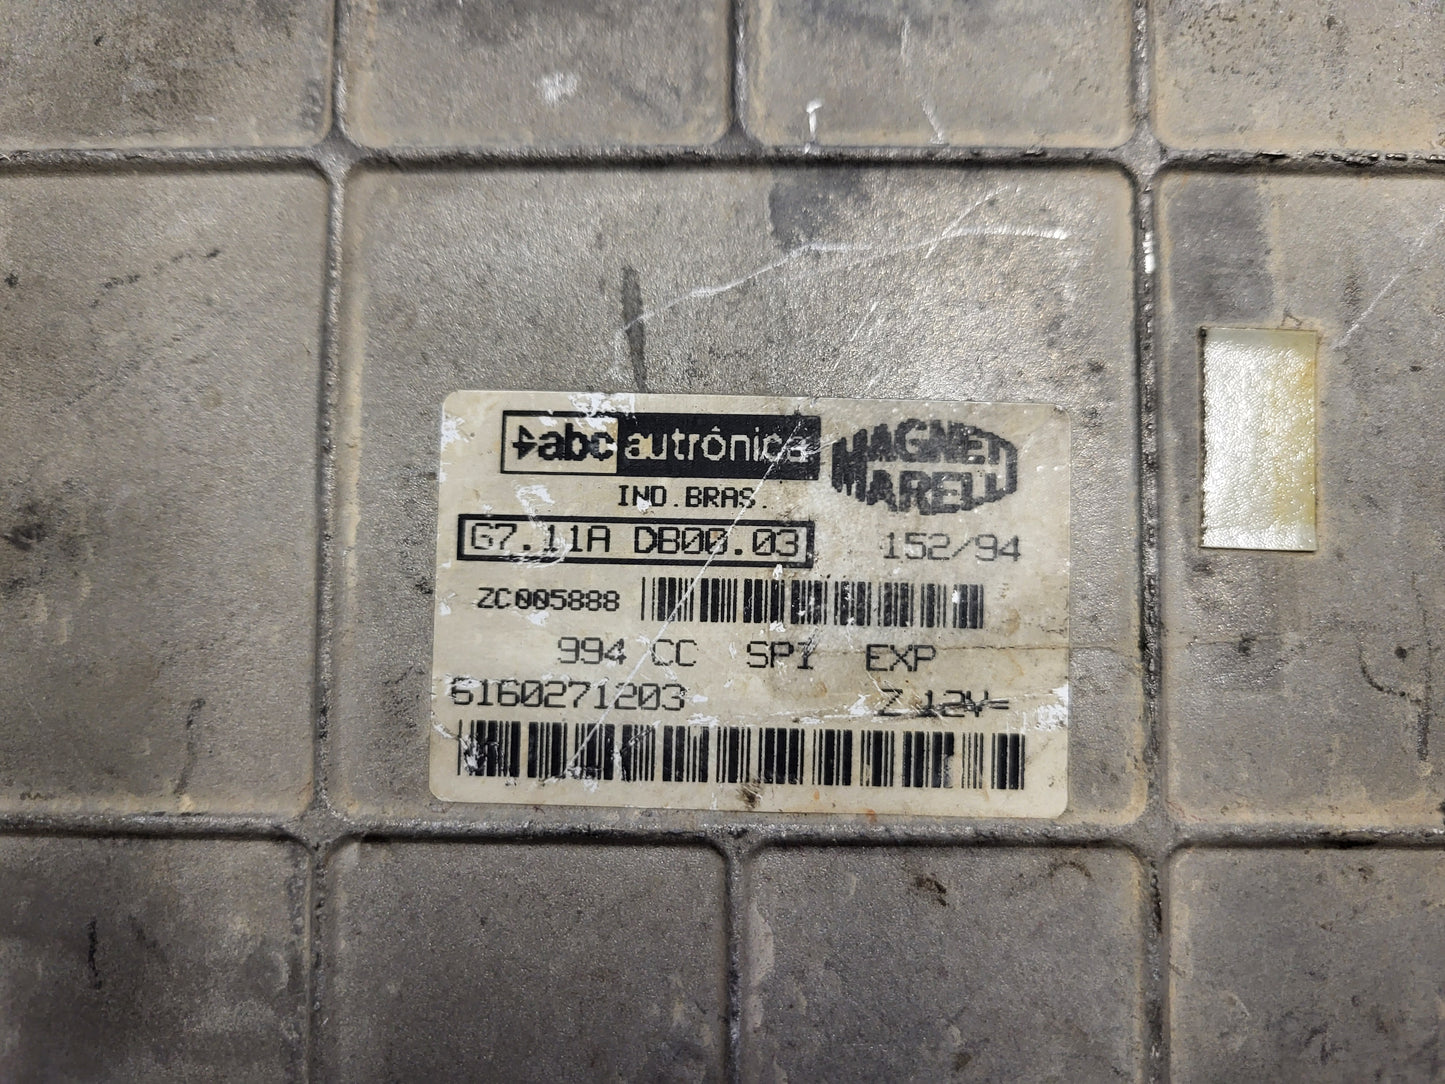 abc autrônica MAGNETI MARELLI
IND.BRAS.
G7.11A DB00.03 152/94
ZC005888
994 CC SPI EXP
6160271203 Z 12V=